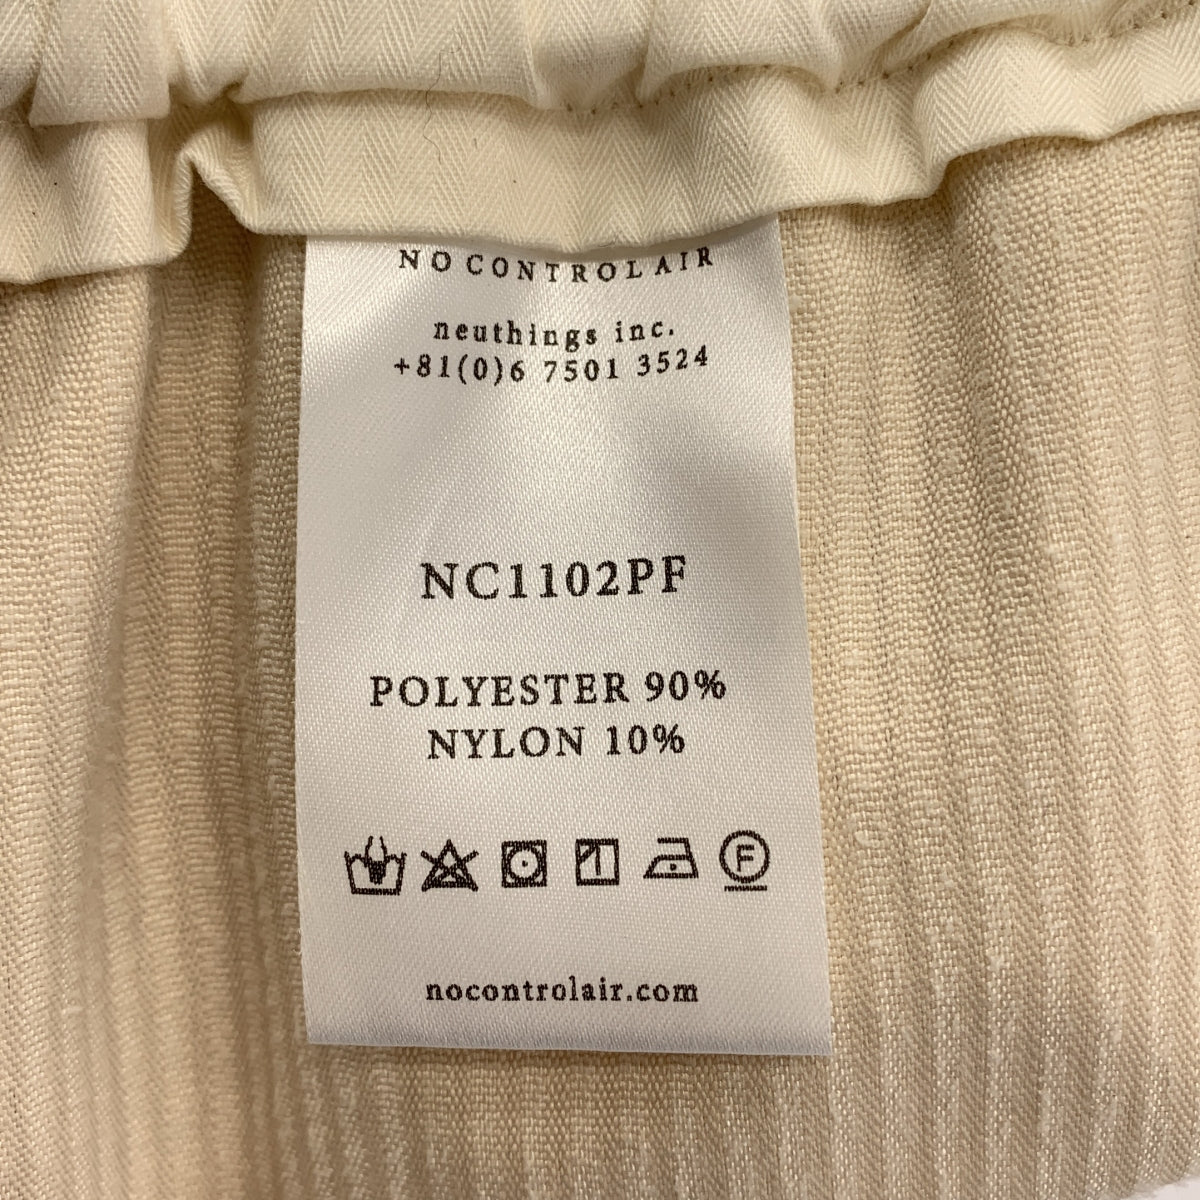 NO CONTROL AIR
neuthings inc.
+81(0)6 7501 3524
NC1102PF
POLYESTER 90%
NYLON 10%
F
nocontrolair.com